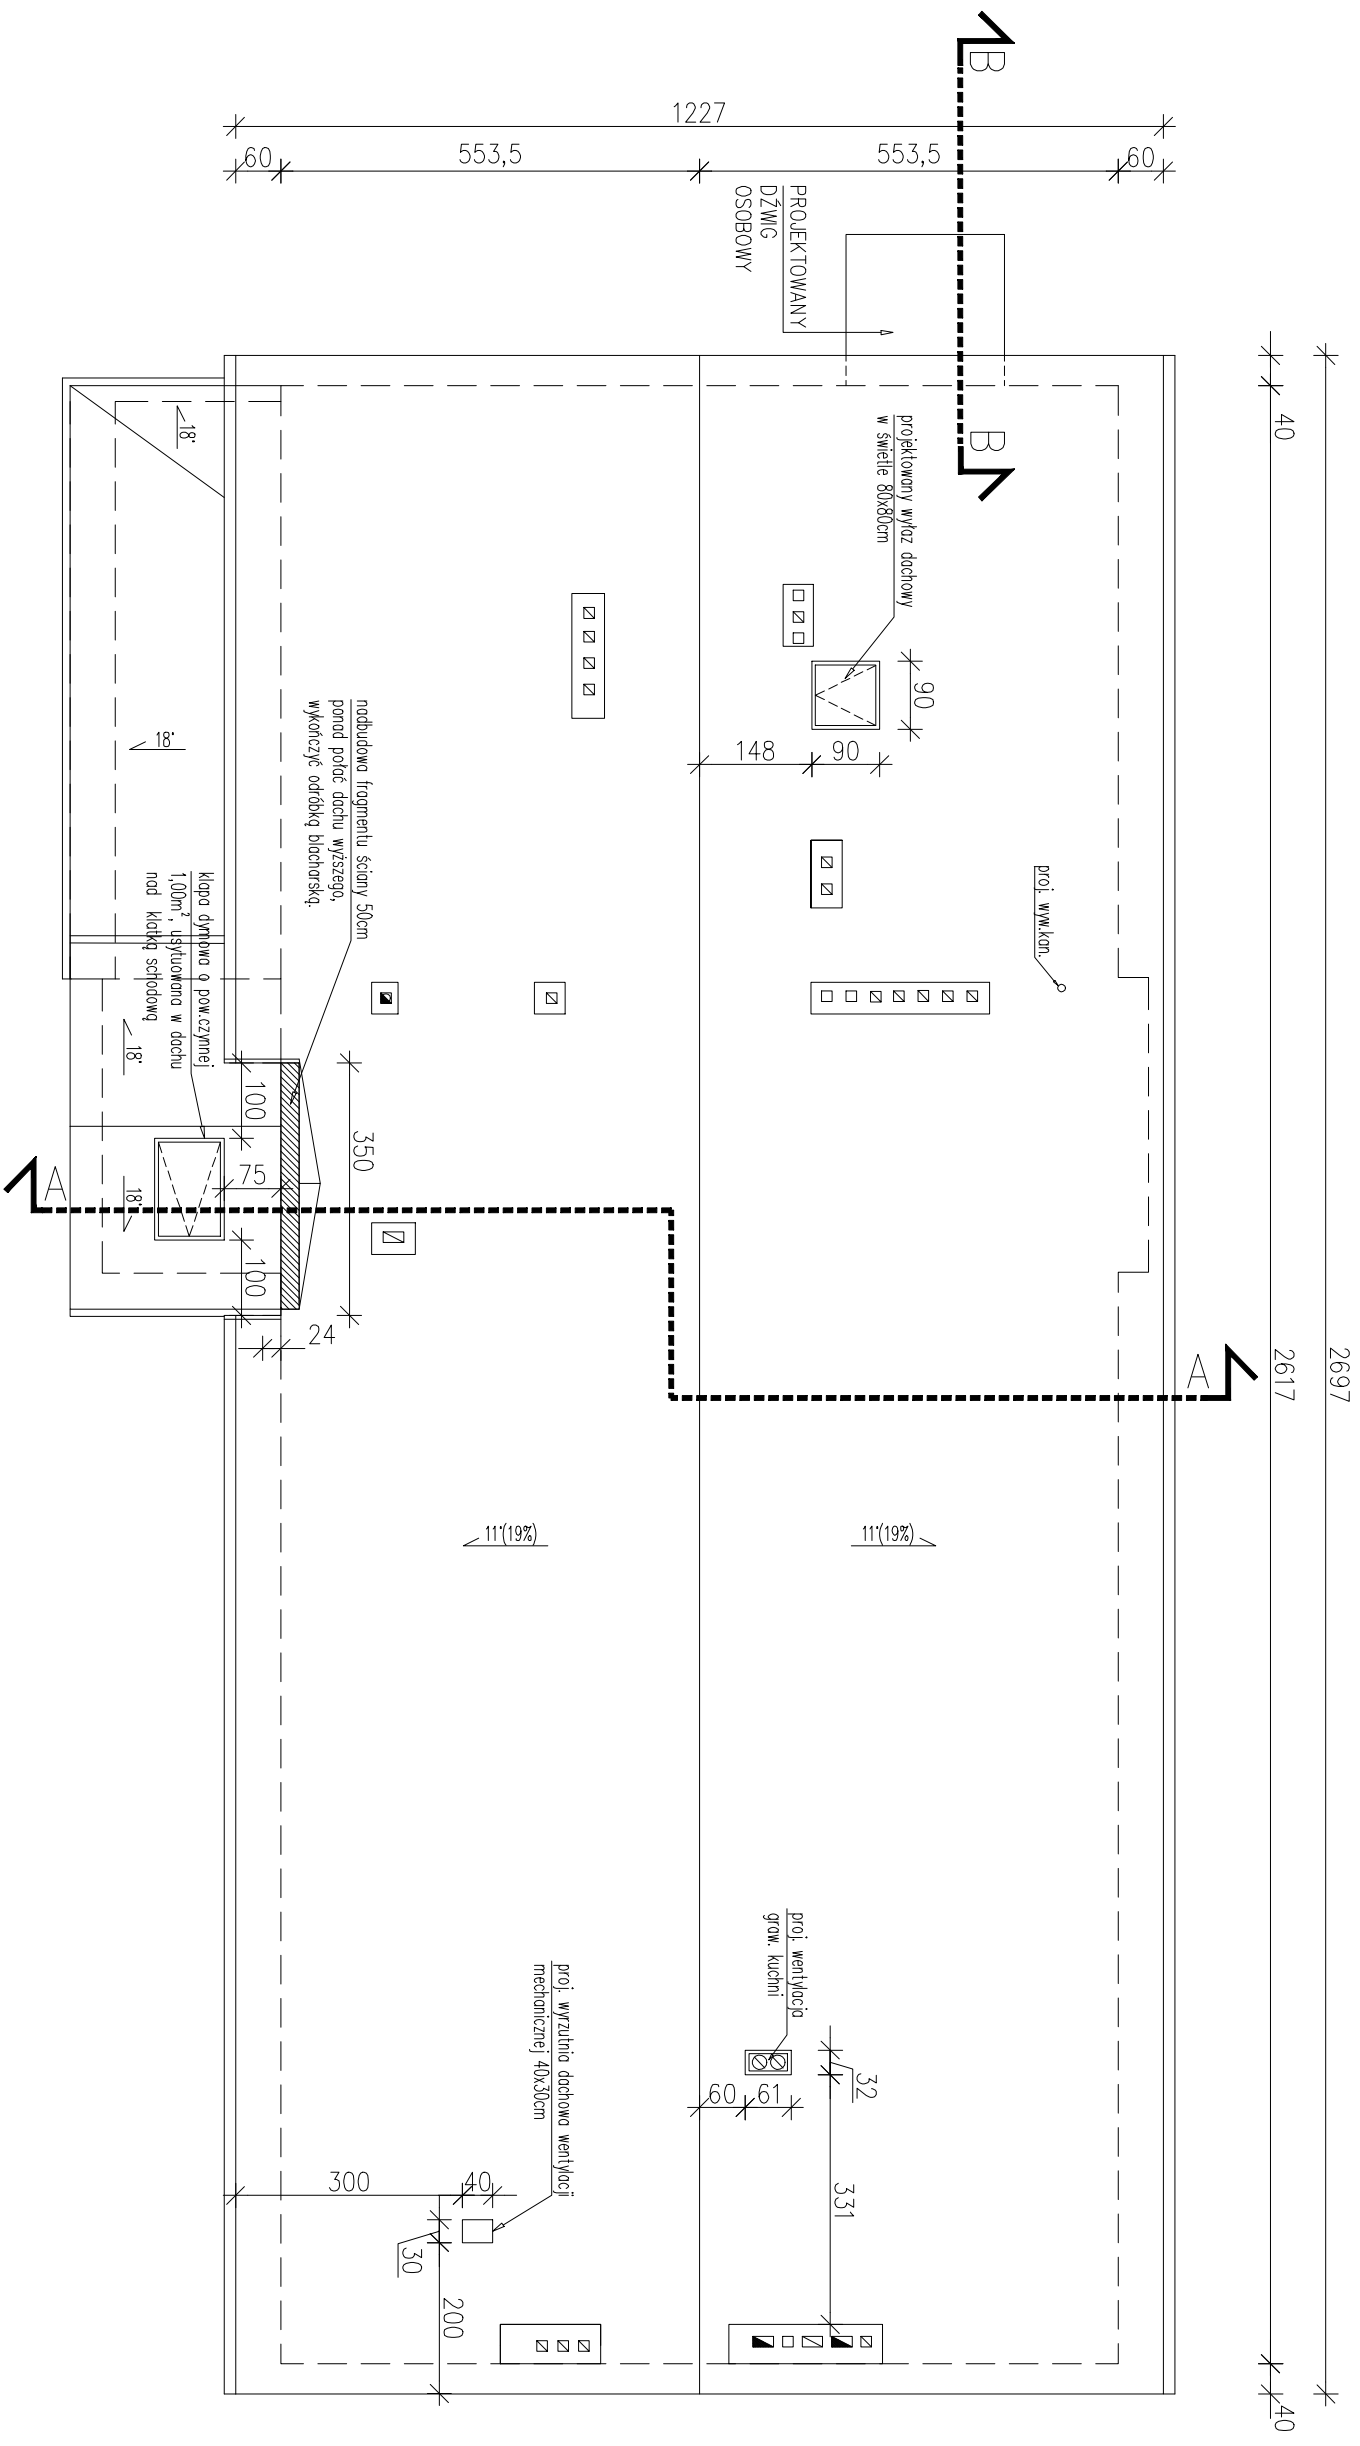 B
1227
60
553,5
553,5
60
PROJEKTOWANY
DŹWIG
OSOBOWY
40
2617
2697
40
B
18°
projektowany wyłaz dachowy
w świetle 80x80cm
90
148
90
18°
nadbudowa fragmentu ściany 50cm
ponad połać dachu wyższego,
wykończyć odróbką blacharską.
klapa dymowa o pow.czynnej
1,00m², usytuowana w dachu
nad klatką schodową
proj. wyw.kan.
18°
100
350
75
18°
100
24
A
A
11°(19%)
11°(19%)
proj. wentylacja
graw. kuchni
32
60
61
331
proj. wyrzutnia dachowa wentylacji
mechanicznej 40x30cm
300
40
30
200